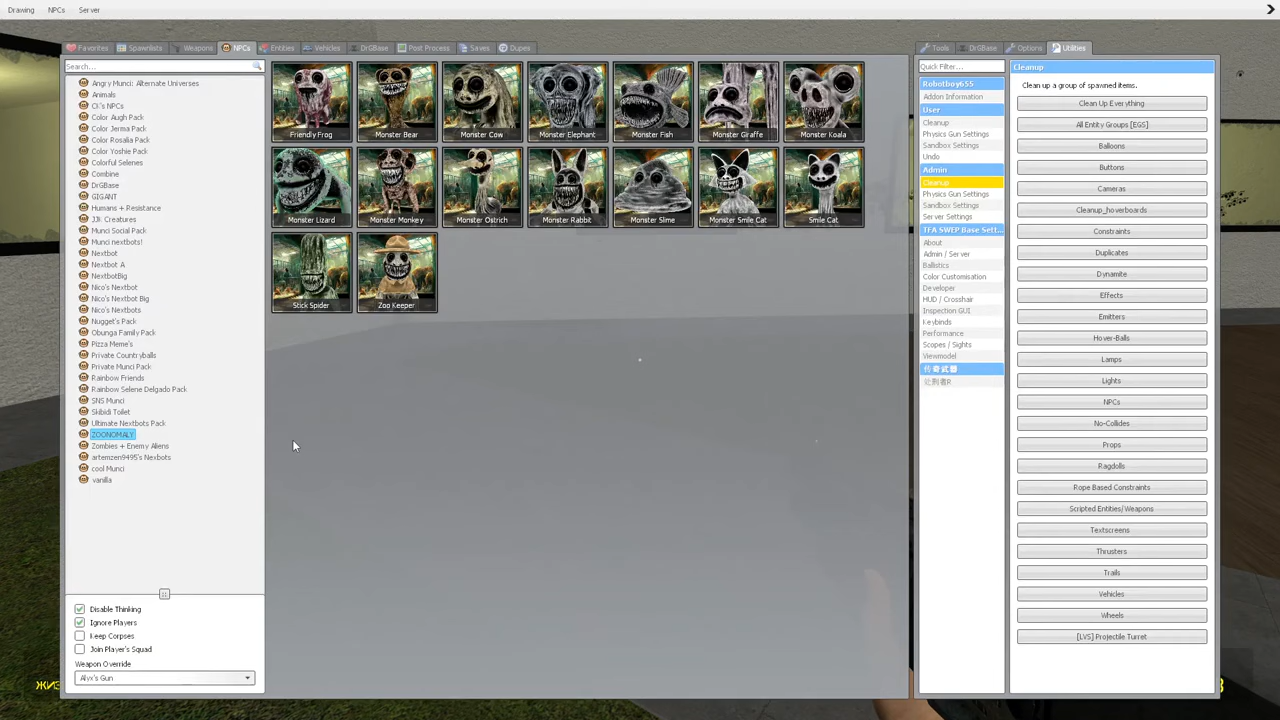 Drawing NPCs Server
Favorites Spawnlists Weapons NPCs Entities Vehicles DrGBase Post Process Saves Dupes
Search...
Angry Munci: Alternate Universes
Animals
Ck's NPCs
Color Augh Pack
Color Jerma Pack
Color Rosalia Pack
Color Yoshie Pack
Colorful Selenes
Combine
DrGBase
GIGANT
Humans + Resistance
JJK Creatures
Munci Social Pack
Munci nextbots!
Nextbot
Nextbot A
NextbotBig
Nico's Nextbot
Nico's Nextbot Big
Nico's Nextbots
Nugget's Pack
Obunga Family Pack
Pizza Meme's
Private Countryballs
Private Munci Pack
Rainbow Friends
Rainbow Selene Delgado Pack
SNS Munci
Skibidi Toilet
Ultimate Nextbots Pack
ZOONOMALY
Zombies + Enemy Aliens
artemzen9495's Nexbots
cool Munci
vanilla
Disable Thinking
Ignore Players
Keep Corpses
Join Player's Squad
Weapon Override
Alyx's Gun
Friendly Frog Monster Bear Monster Cow Monster Elephant Monster Fish Monster Giraffe Monster Koala
Monster Lizard Monster Monkey Monster Ostrich Monster Rabbit Monster Slime Monster Smile Cat Smile Cat
Stick Spider Zoo Keeper
Tools DrGBase Options Utilities
Quick Filter...
Robotboy655
Addon Information
User
Cleanup
Physics Gun Settings
Sandbox Settings
Undo
Admin
Cleanup
Physics Gun Settings
Sandbox Settings
Server Settings
TFA SWEP Base Sett...
About
Admin / Server
Ballistics
Color Customisation
Developer
HUD / Crosshair
Inspection GUI
Keybinds
Performance
Scopes / Sights
Viewmodel
Cleanup
Clean up a group of spawned items.
Clean Up Everything
All Entity Groups [EGS]
Balloons
Buttons
Cameras
Cleanup_hoverboards
Constraints
Duplicates
Dynamite
Effects
Emitters
Hover-Balls
Lamps
Lights
NPCs
No-Collides
Props
Ragdolls
Rope Based Constraints
Scripted Entities/Weapons
Textscreens
Thrusters
Trails
Vehicles
Wheels
[LVS] Projectile Turret